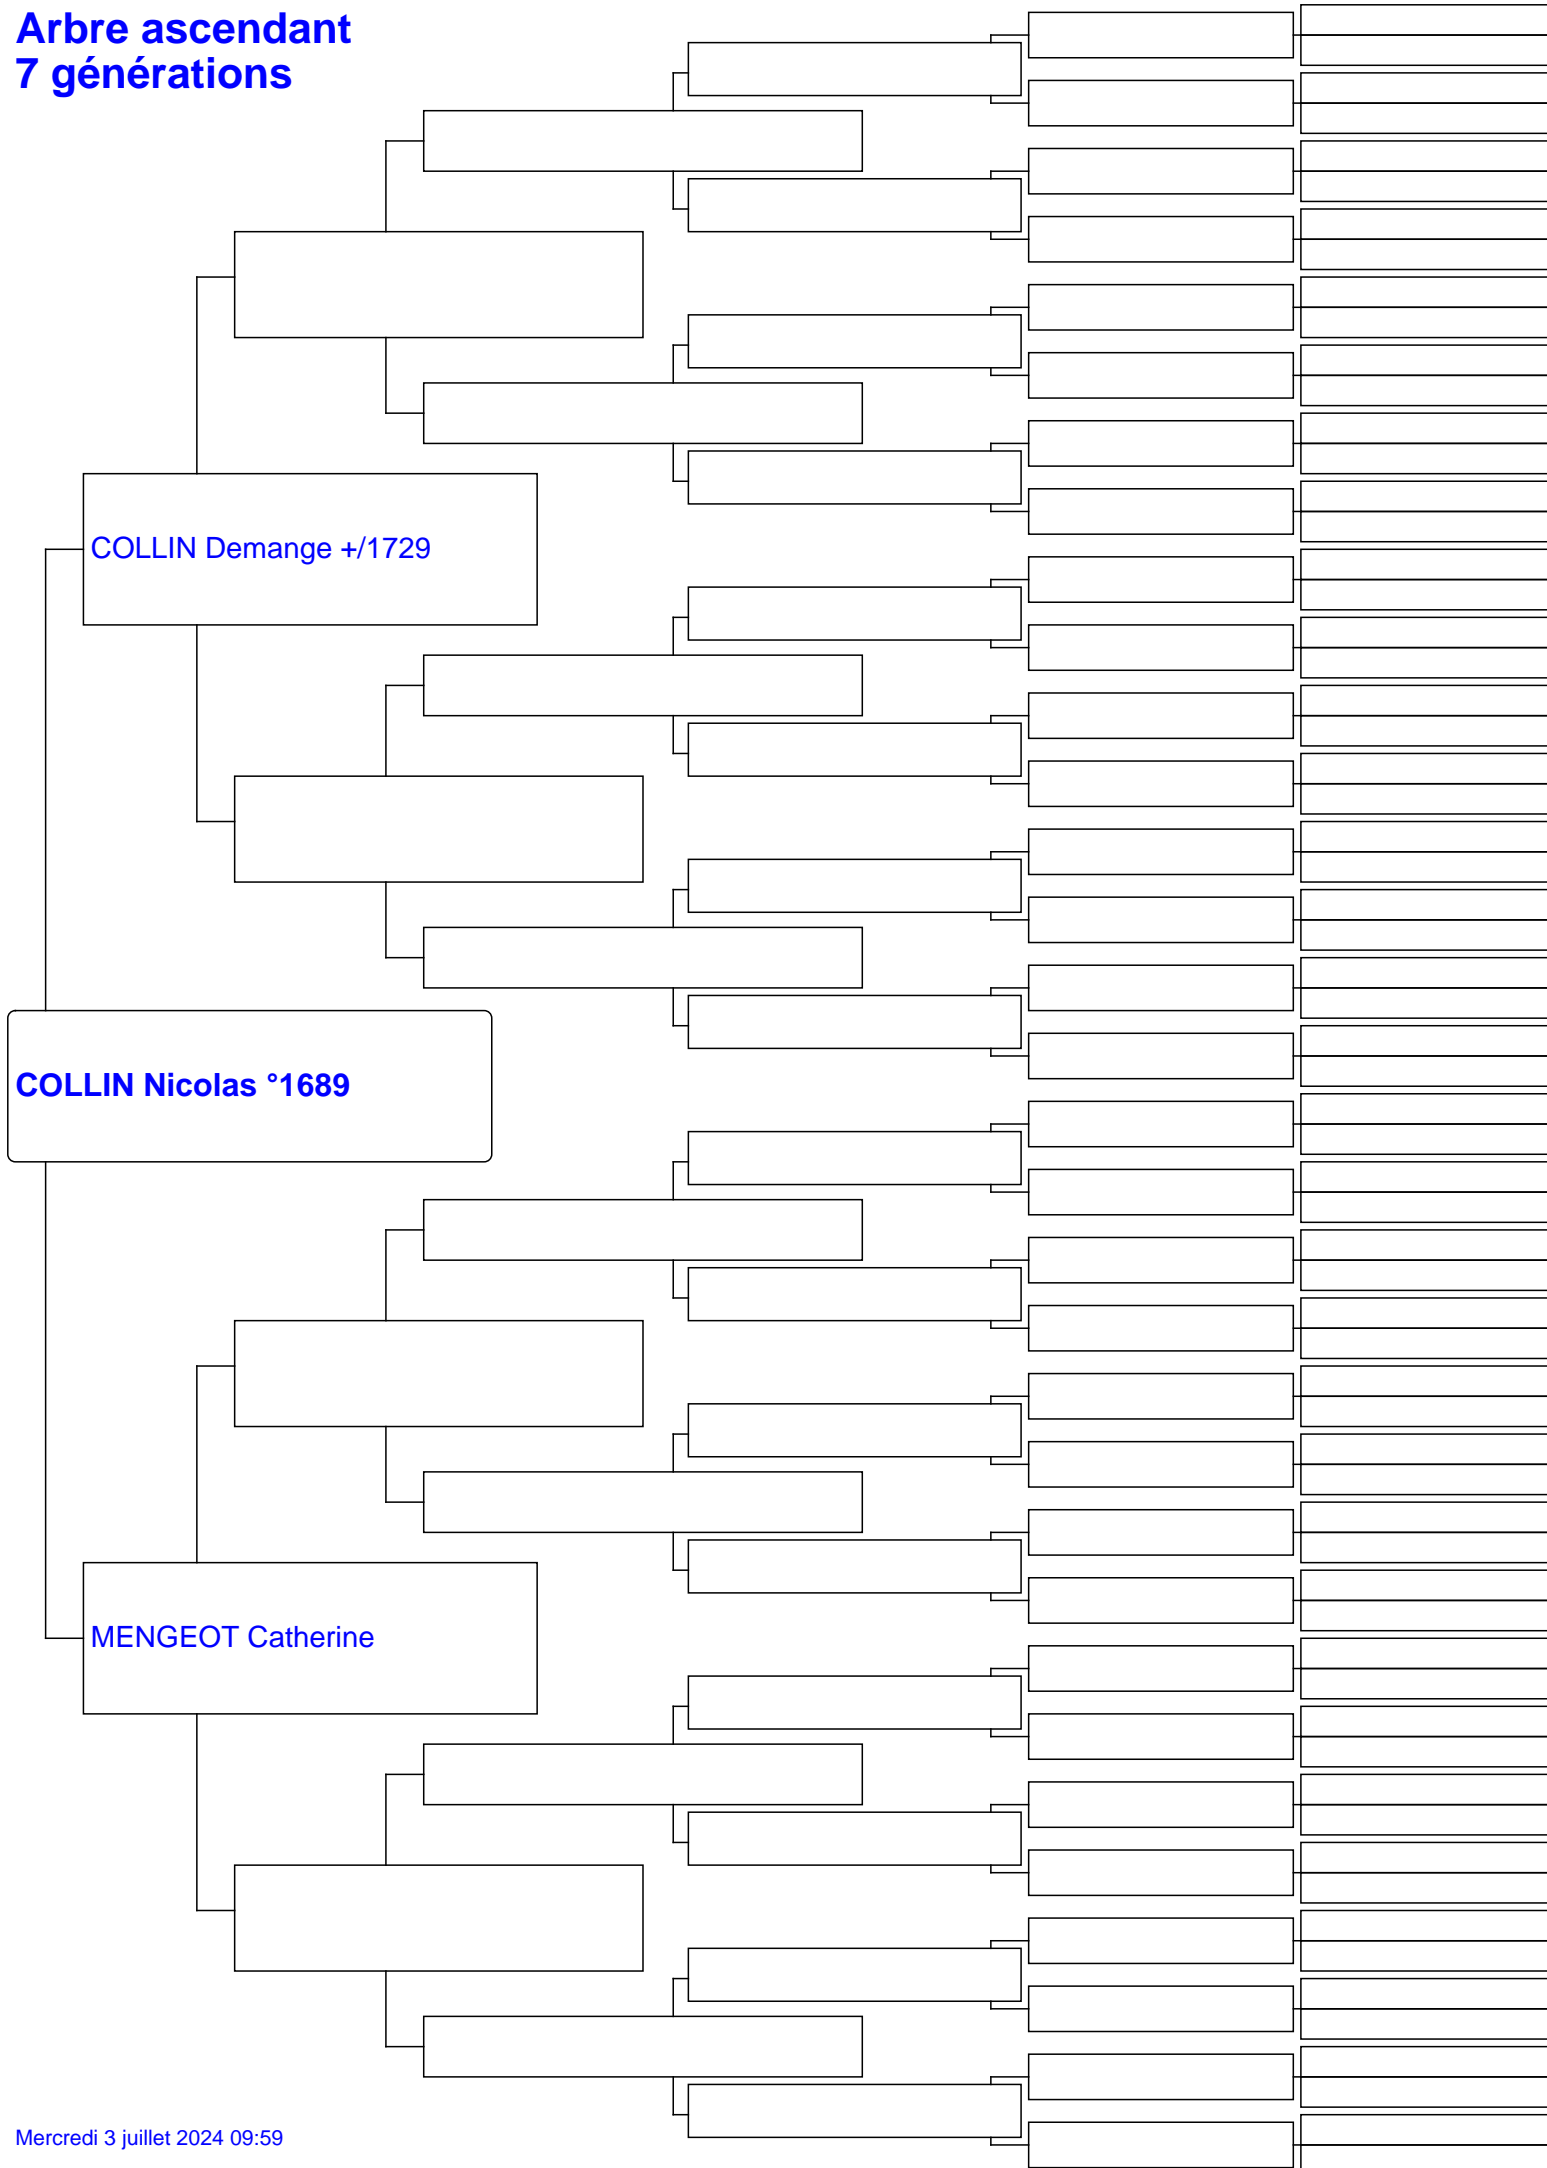 Arbre ascendant
7 générations
COLLIN Demange +/1729
COLLIN Nicolas °1689
MENGEOT Catherine
Mercredi 3 juillet 2024 09:59